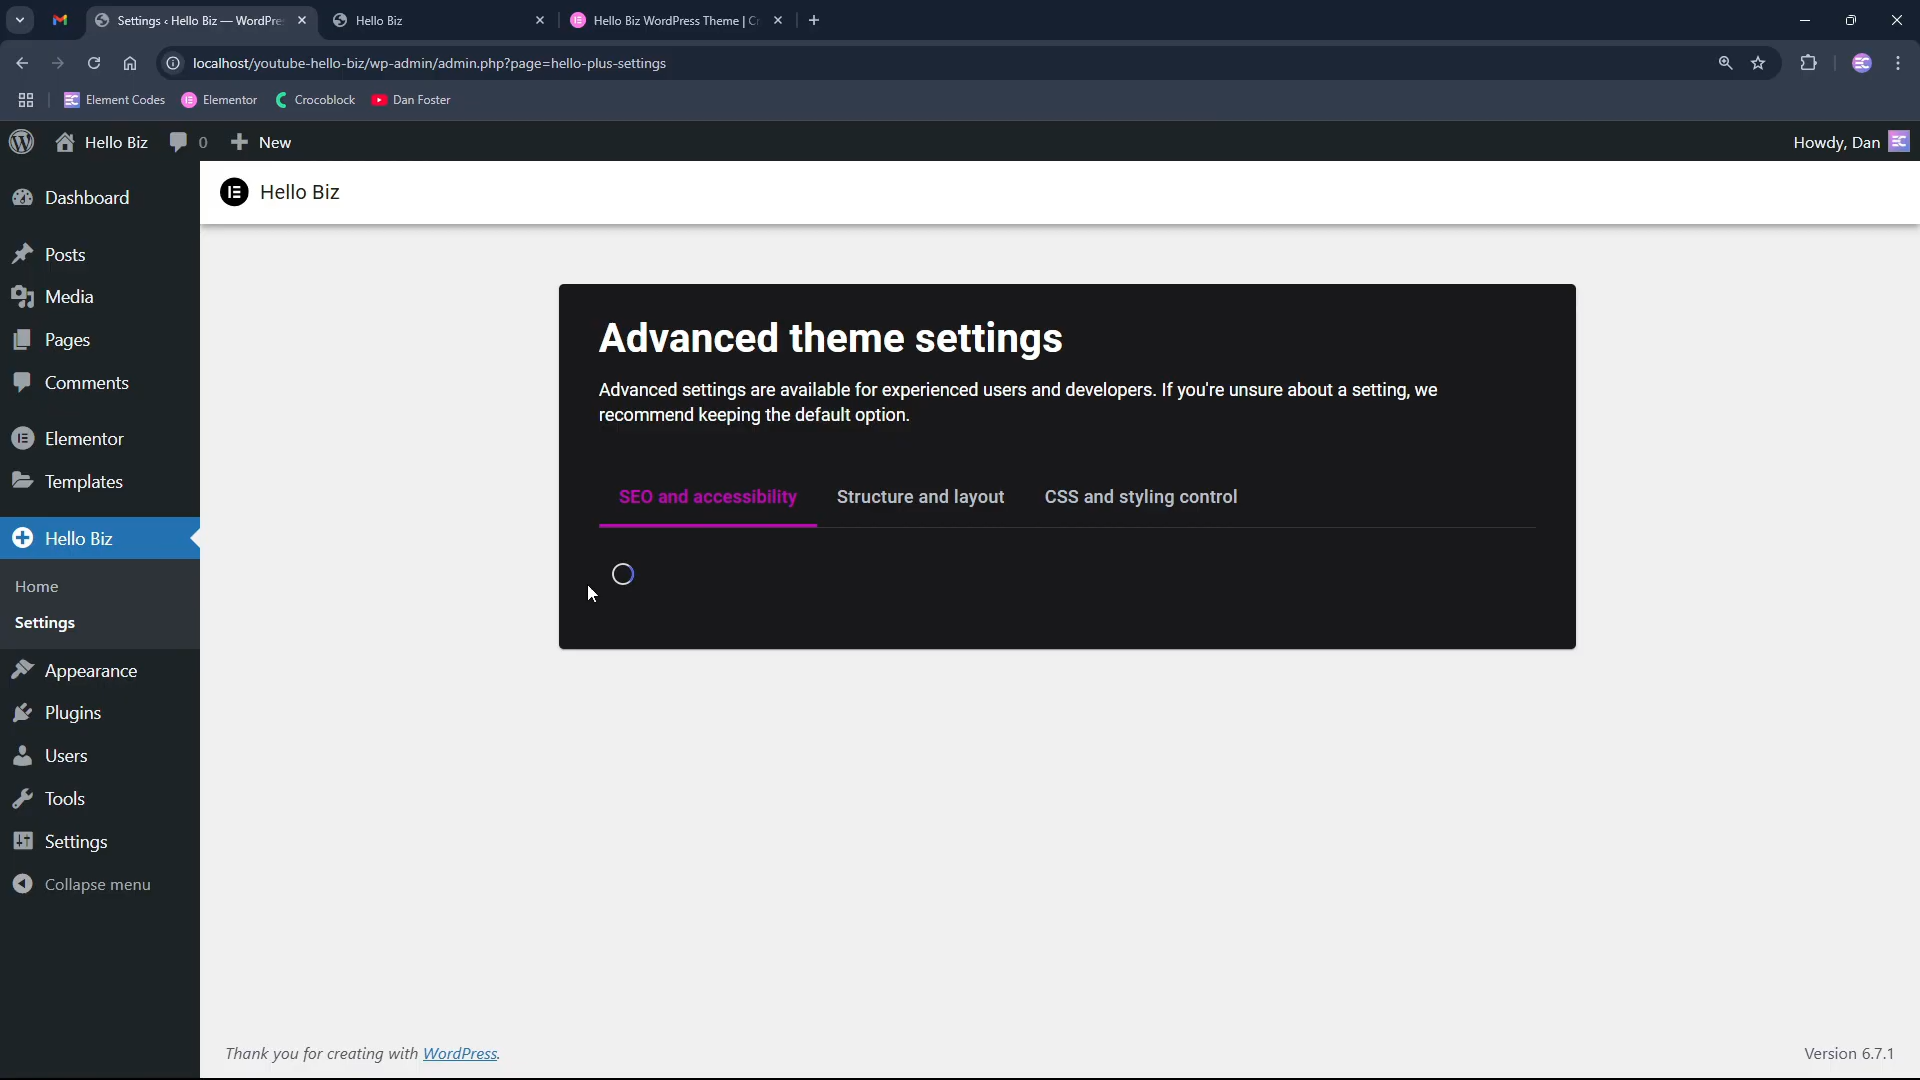 Settings ‹ Hello Biz — WordPre
Hello Biz
Hello Biz WordPress Theme | Cr
localhost/youtube-hello-biz/wp-admin/admin.php?page=hello-plus-settings
Element Codes
Elementor
Crocoblock
Dan Foster
Hello Biz
0
New
Howdy, Dan
Dashboard
Posts
Media
Pages
Comments
Elementor
Templates
Hello Biz
Home
Settings
Appearance
Plugins
Users
Tools
Settings
Collapse menu
Hello Biz
Advanced theme settings
Advanced settings are available for experienced users and developers. If you're unsure about a setting, we
recommend keeping the default option.
SEO and accessibility
Structure and layout
CSS and styling control
Thank you for creating with WordPress.
Version 6.7.1